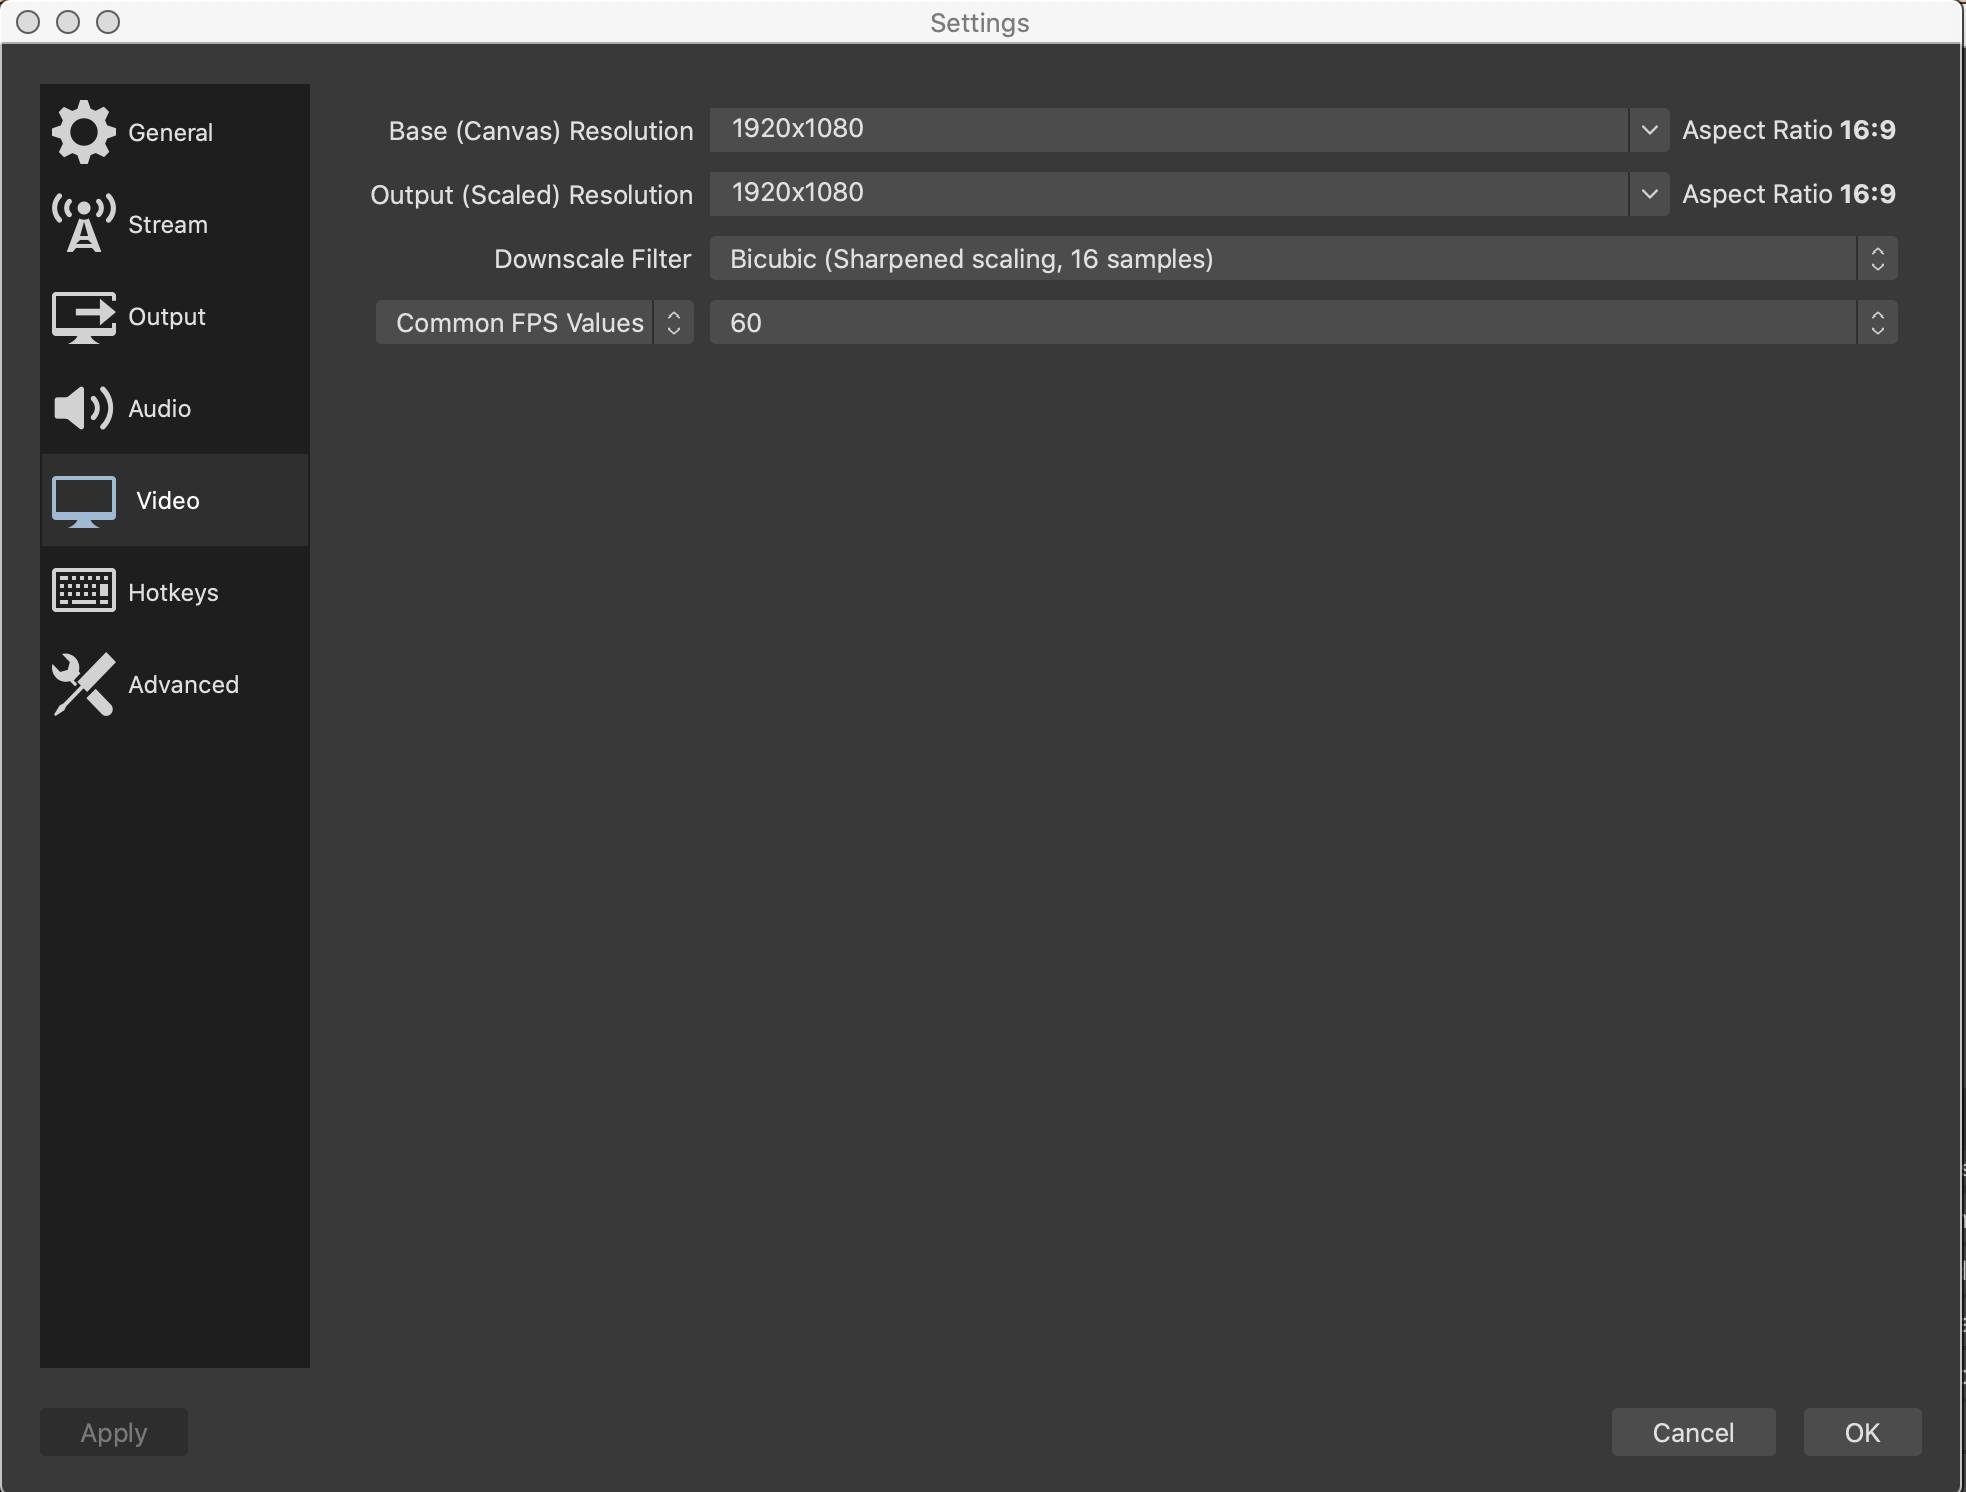 Settings
General
Stream
Output
Audio
Video
Hotkeys
Advanced
Base (Canvas) Resolution 1920x1080 Aspect Ratio 16:9
Output (Scaled) Resolution 1920x1080 Aspect Ratio 16:9
Downscale Filter Bicubic (Sharpened scaling, 16 samples)
Common FPS Values 60
Apply Cancel OK